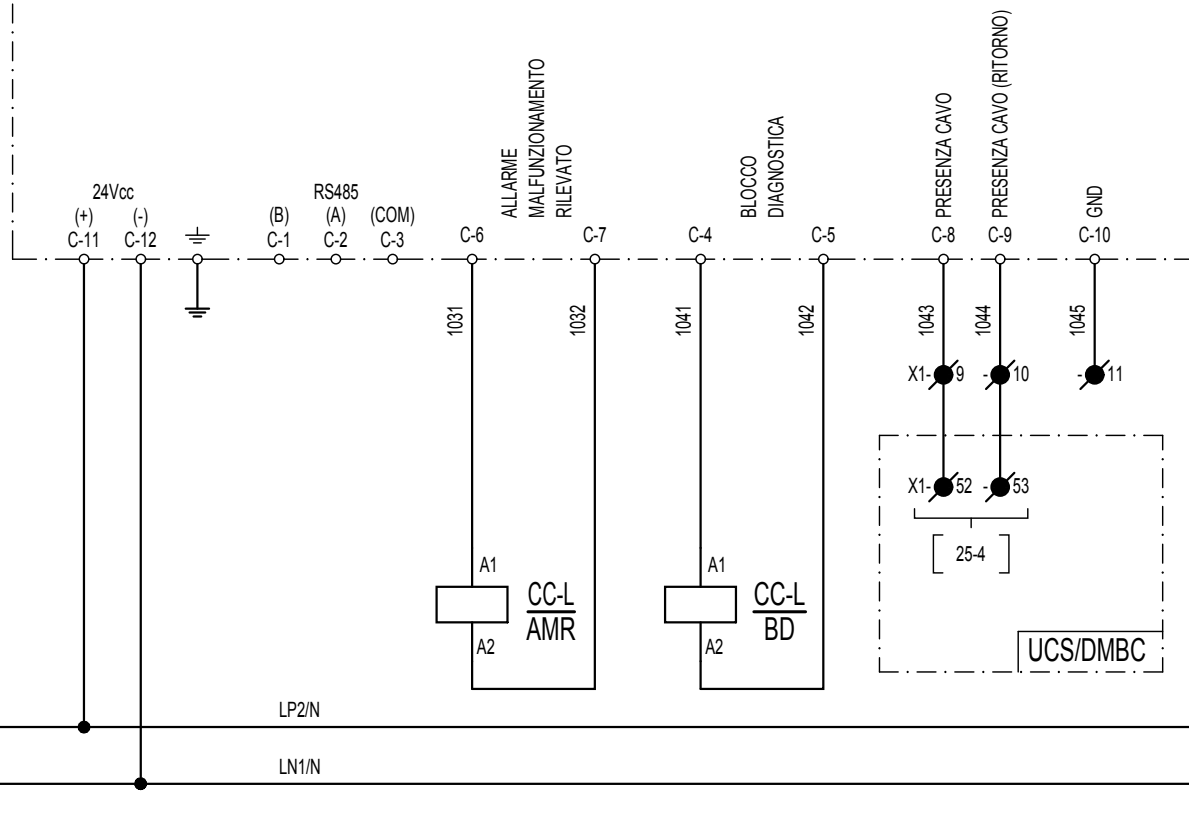 24Vcc
(+) (-)
C-11 C-12
RS485
(B) (A) (COM)
C-1 C-2 C-3
ALLARME
MALFUNZIONAMENTO
RILEVATO
C-6 C-7
BLOCCO
DIAGNOSTICA
C-4 C-5
PRESENZA CAVO
PRESENZA CAVO (RITORNO)
GND
C-8 C-9 C-10
1031 1032 1041 1042 1043 1044 1045
X1- 9 - 10 - 11
X1- 52 - 53
25-4
A1 A1
CC-L
AMR
CC-L
BD
A2 A2
UCS/DMBC
LP2/N
LN1/N